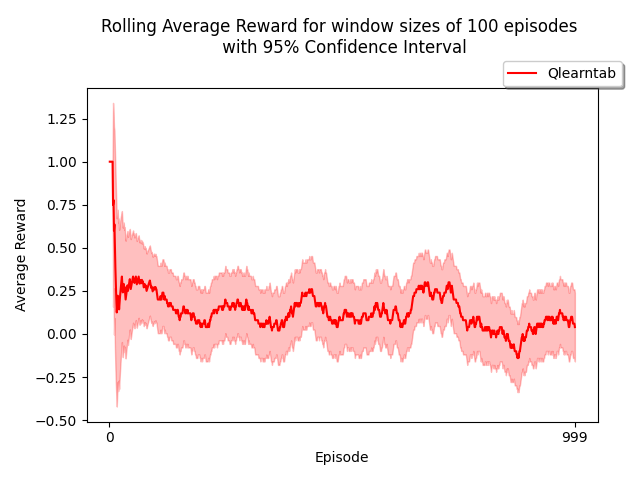 Rolling Average Reward for window sizes of 100 episodes
with 95% Confidence Interval
Qlearntab
1.25
1.00
0.75
0.50
0.25
0.00
−0.25
−0.50
Average Reward
0
999
Episode